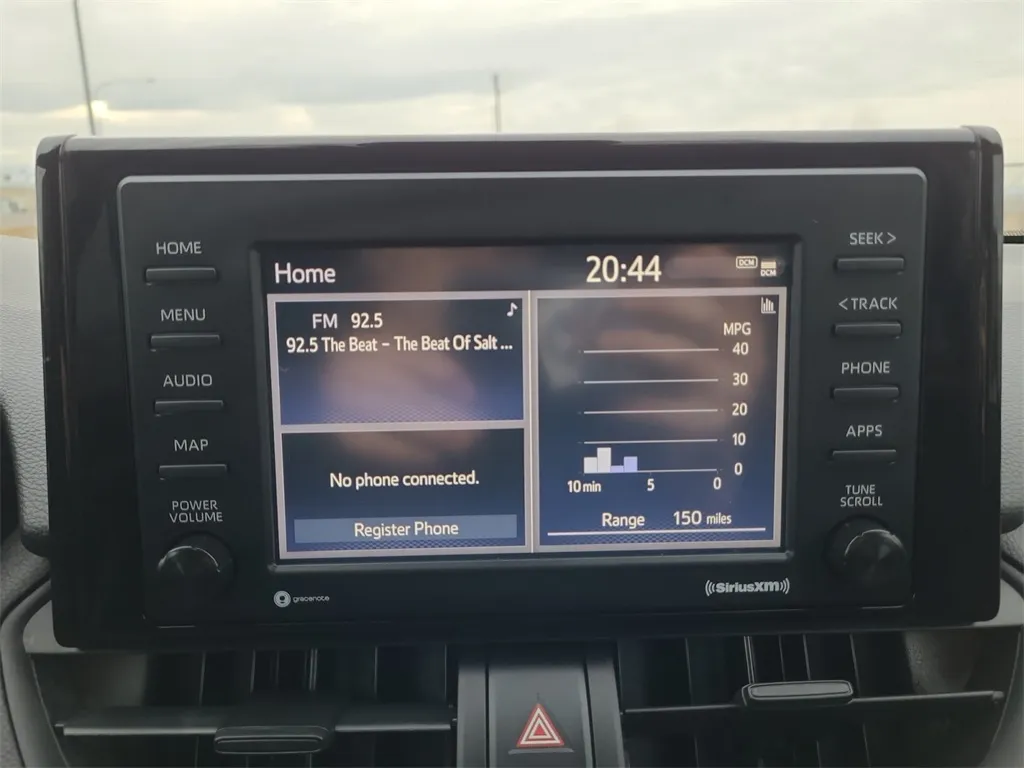 HOME
MENU
AUDIO
MAP
POWER
VOLUME
Home
20:44
DCM
DCM
FM 92.5
92.5 The Beat – The Beat Of Salt ...
No phone connected.
Register Phone
MPG
40
30
20
10
0
10 min 5 0
Range 150 miles
SEEK >
< TRACK
PHONE
APPS
TUNE
SCROLL
gracenote
((SiriusXM))